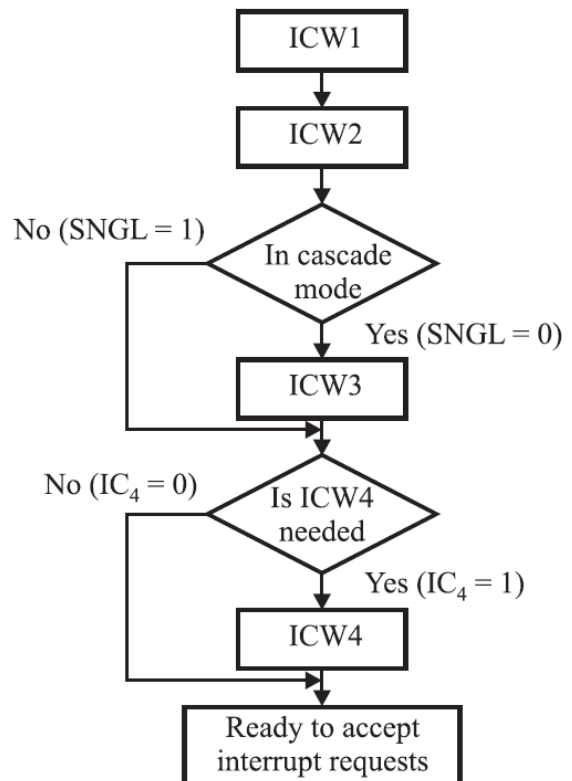 ICW1
ICW2
No (SNGL = 1)
In cascade
mode
Yes (SNGL = 0)
ICW3
No (IC₄ = 0)
Is ICW4
needed
Yes (IC₄ = 1)
ICW4
Ready to accept
interrupt requests